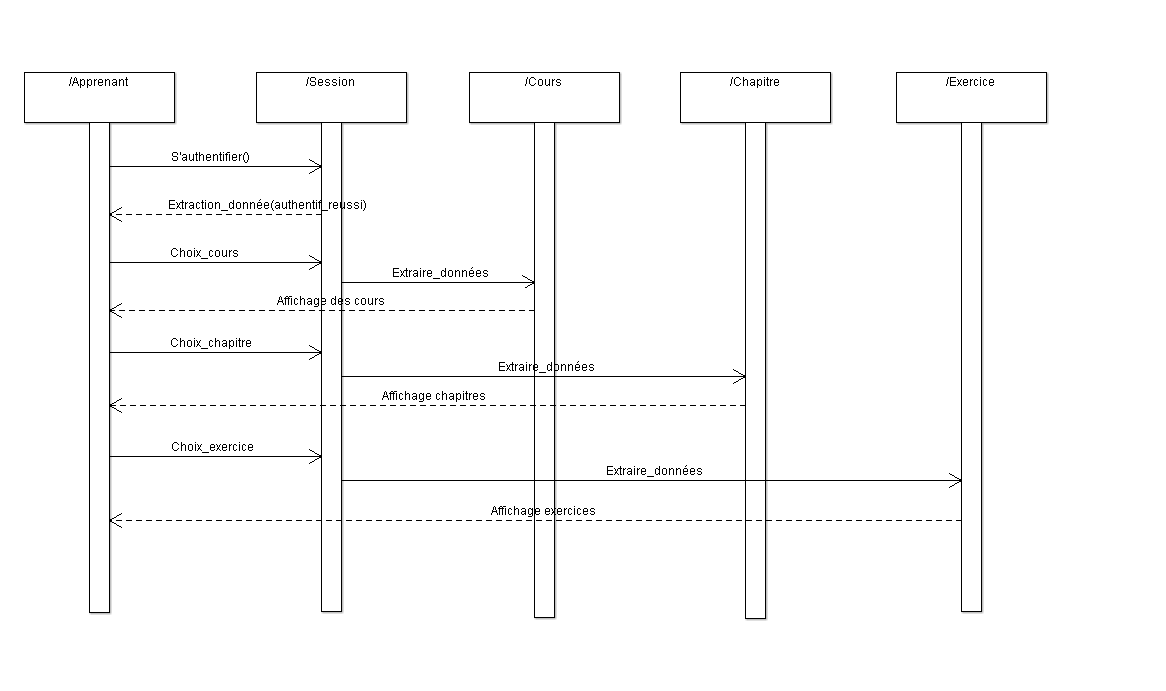 /Apprenant
/Session
/Cours
/Chapitre
/Exercice
S'authentifier()
Extraction_donnée(authentif_reussi)
Choix_cours
Extraire_données
Affichage des cours
Choix_chapitre
Extraire_données
Affichage chapitres
Choix_exercice
Extraire_données
Affichage exercices